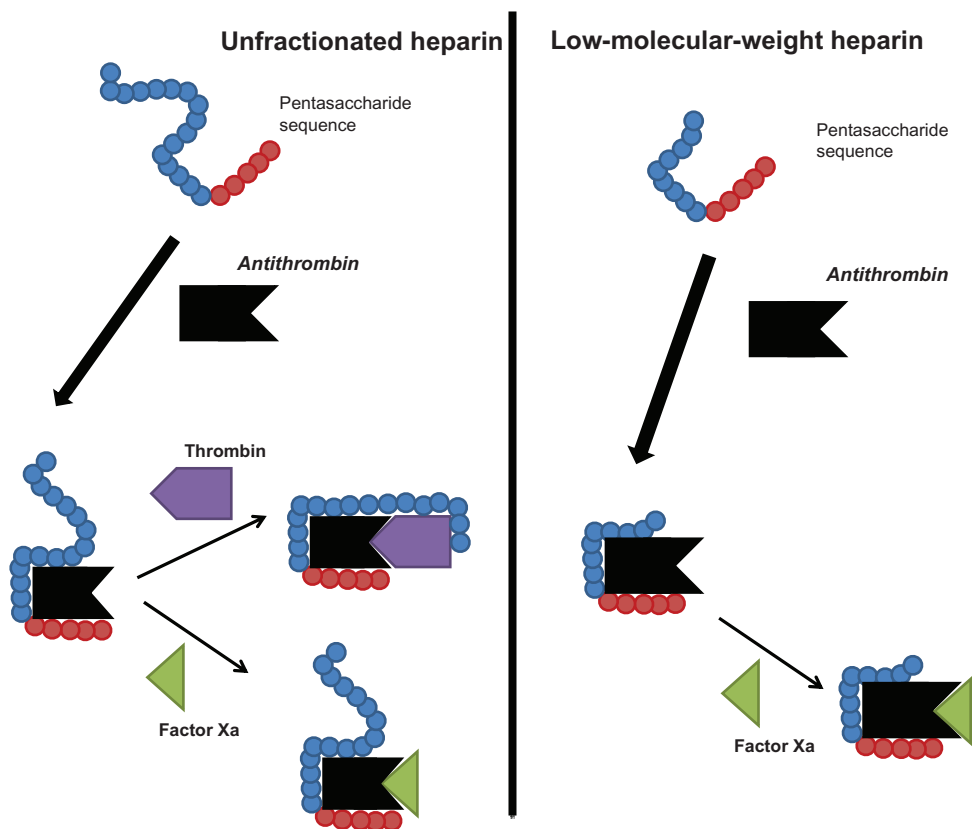 Unfractionated heparin
Pentasaccharide
sequence
Antithrombin
Thrombin
Factor Xa
Low-molecular-weight heparin
Pentasaccharide
sequence
Antithrombin
Factor Xa